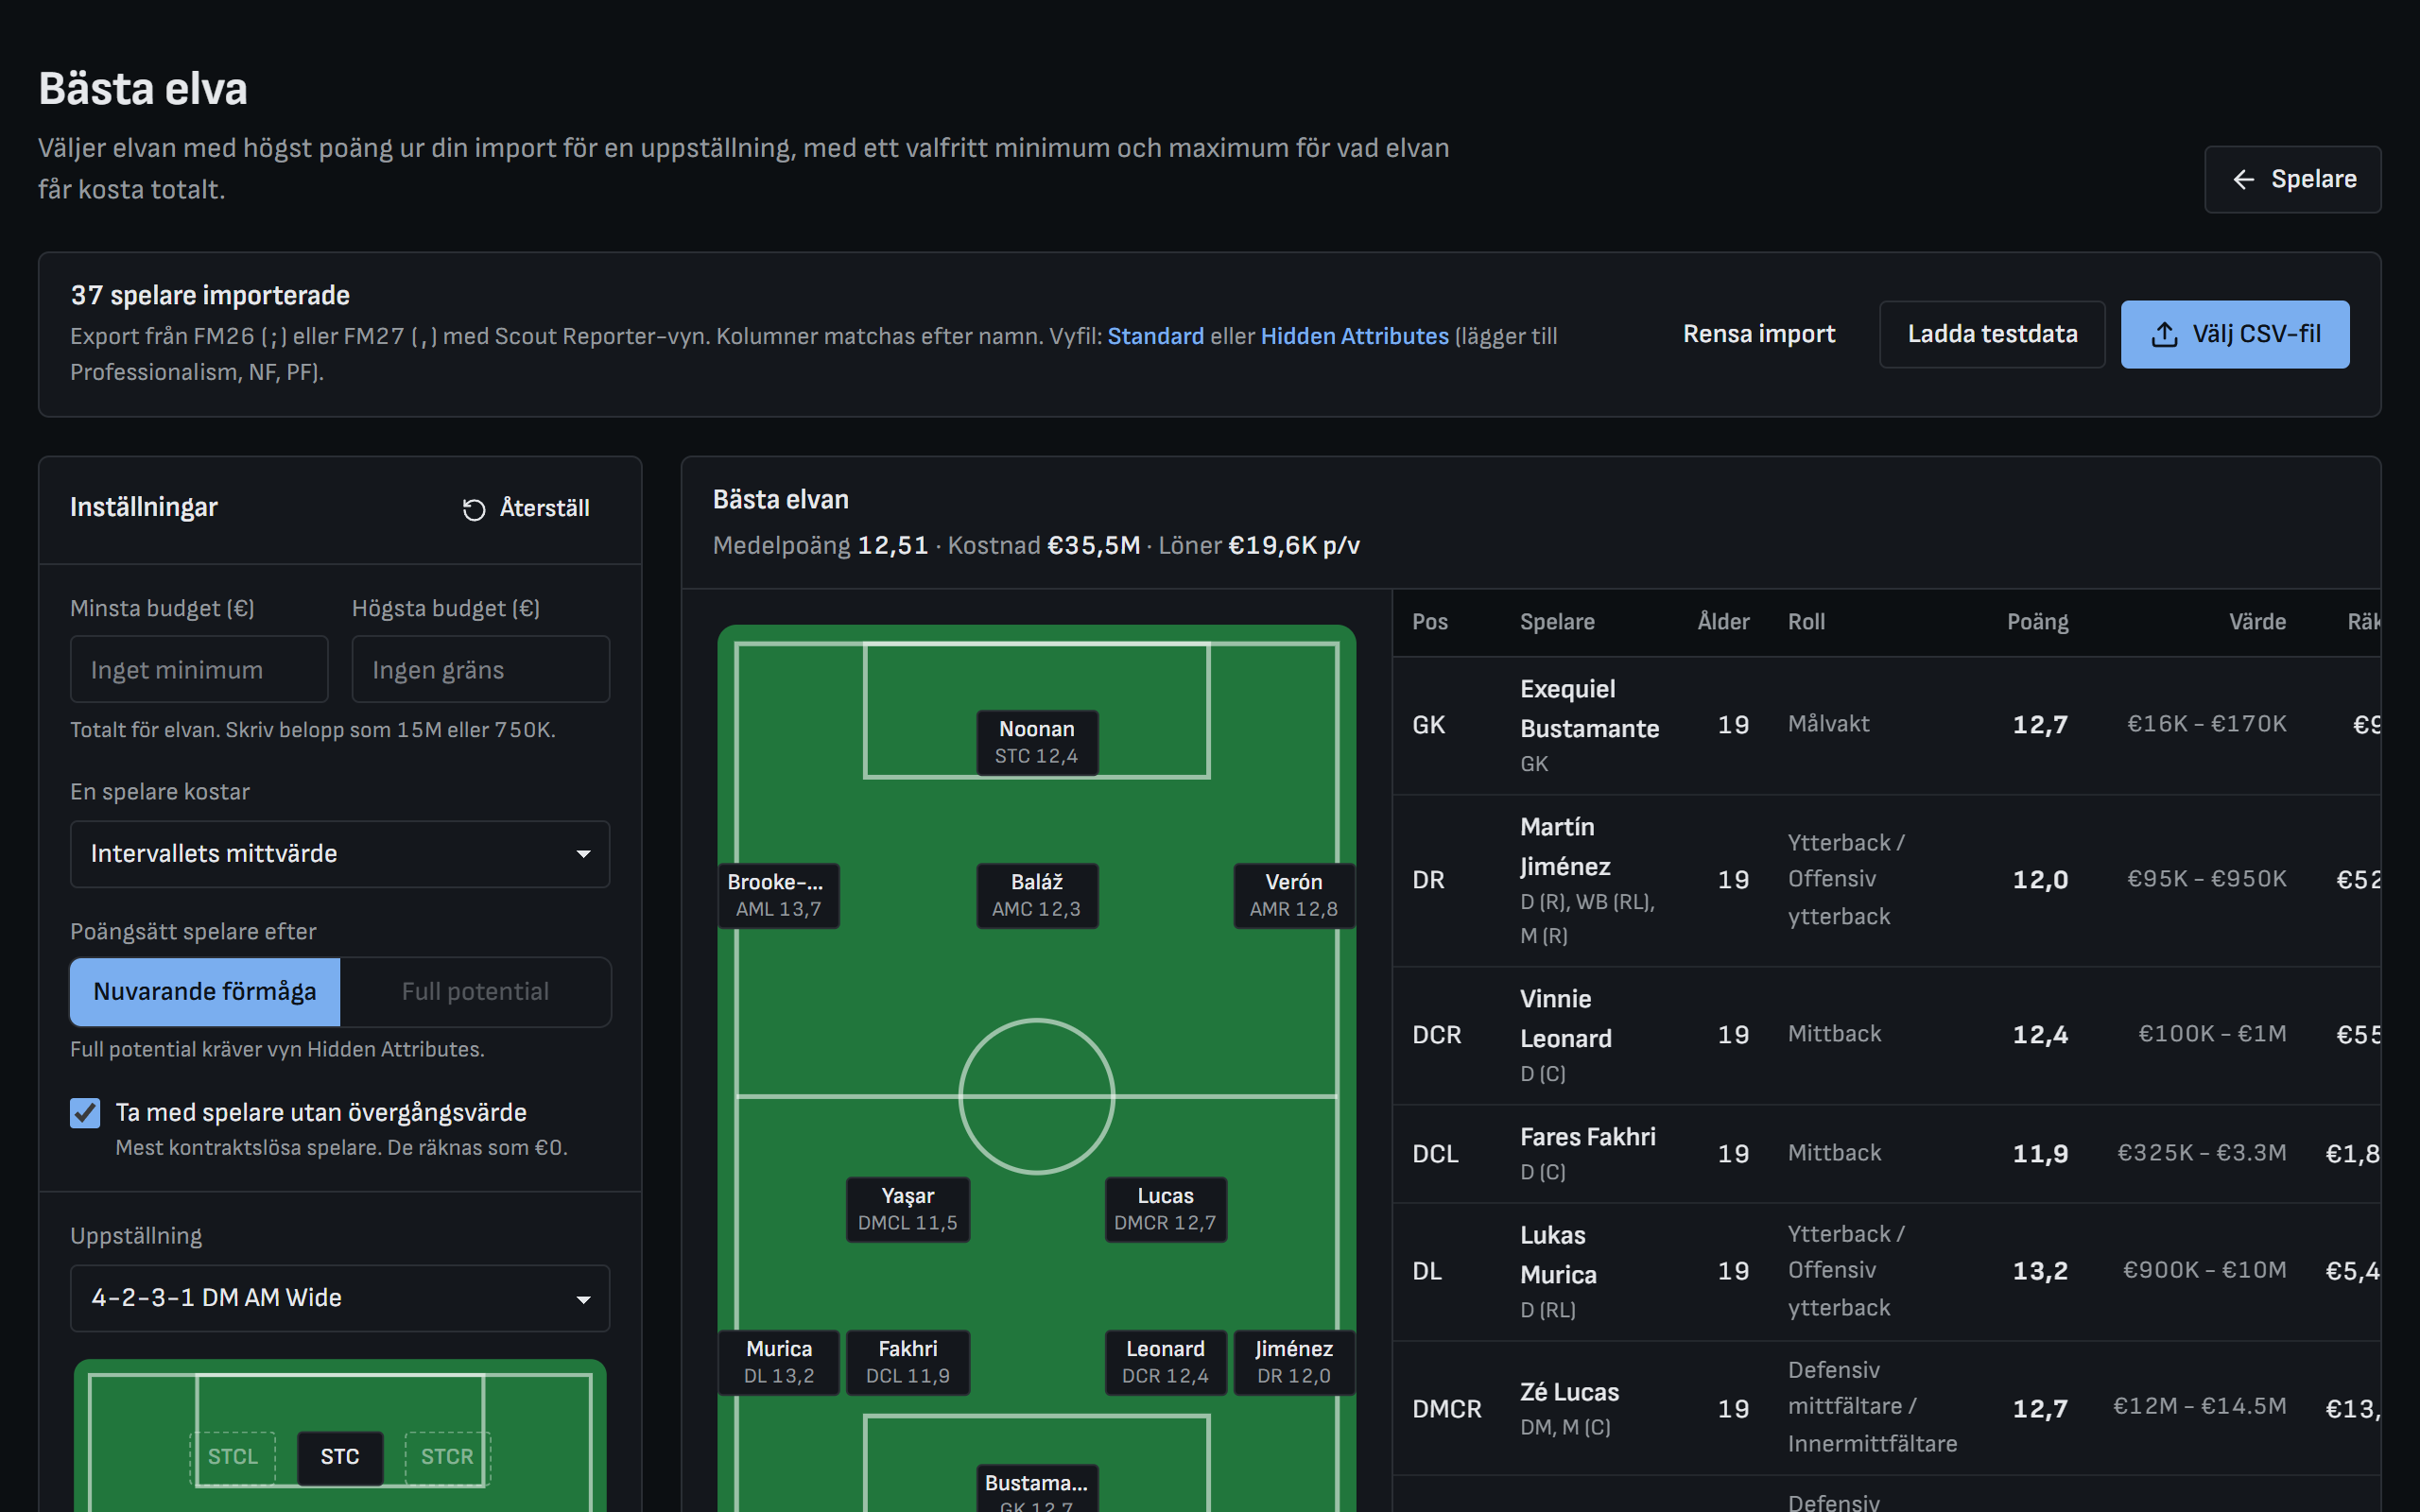 Bästa elva
Väljer elvan med högst poäng ur din import för en uppställning, med ett valfritt minimum och maximum för vad elvan
får kosta totalt.
Spelare
37 spelare importerade
Export från FM26 (;) eller FM27 (,) med Scout Reporter-vyn. Kolumner matchas efter namn. Vyfil: Standard eller Hidden Attributes (lägger till
Professionalism, NF, PF).
Rensa import
Ladda testdata
Välj CSV-fil
Inställningar
Återställ
Minsta budget (€)
Högsta budget (€)
Inget minimum
Ingen gräns
Totalt för elvan. Skriv belopp som 15M eller 750K.
En spelare kostar
Intervallets mittvärde
Poängsätt spelare efter
Nuvarande förmåga
Full potential
Full potential kräver vyn Hidden Attributes.
Ta med spelare utan övergångsvärde
Mest kontraktslösa spelare. De räknas som €0.
Uppställning
4-2-3-1 DM AM Wide
STCL
STC
STCR
Bästa elvan
Medelpoäng 12,51 · Kostnad €35,5M · Löner €19,6K p/v
Noonan
STC 12,4
Brooke-...
AML 13,7
Baláž
AMC 12,3
Verón
AMR 12,8
Yaşar
DMCL 11,5
Lucas
DMCR 12,7
Murica
DL 13,2
Fakhri
DCL 11,9
Leonard
DCR 12,4
Jiménez
DR 12,0
Bustama...
GK 12,7
Pos Spelare Ålder Roll Poäng Värde Räk
GK
Exequiel
Bustamante
GK
19
Målvakt
12,7
€16K - €170K
€9
DR
Martín
Jiménez
D (R), WB (RL),
M (R)
19
Ytterback /
Offensiv
ytterback
12,0
€95K - €950K
€52
DCR
Vinnie
Leonard
D (C)
19
Mittback
12,4
€100K - €1M
€55
DCL
Fares Fakhri
D (C)
19
Mittback
11,9
€325K - €3.3M
€1,8
DL
Lukas
Murica
D (RL)
19
Ytterback /
Offensiv
ytterback
13,2
€900K - €10M
€5,4
DMCR
Zé Lucas
DM, M (C)
19
Defensiv
mittfältare /
Innermittfältare
12,7
€12M - €14.5M
€13,
Defensiv